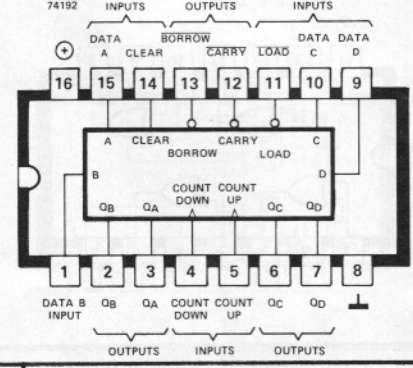 74192
INPUTS OUTPUTS INPUTS
DATA BORROW DATA DATA
A CLEAR CARRY LOAD C D
16 15 14 13 12 11 10 9
A CLEAR CARRY C
BORROW LOAD
B D
COUNT COUNT
DOWN UP
QB QA QC QD
1 2 3 4 5 6 7 8
DATA B QB QA COUNT COUNT QC QD
INPUT DOWN UP
OUTPUTS INPUTS OUTPUTS